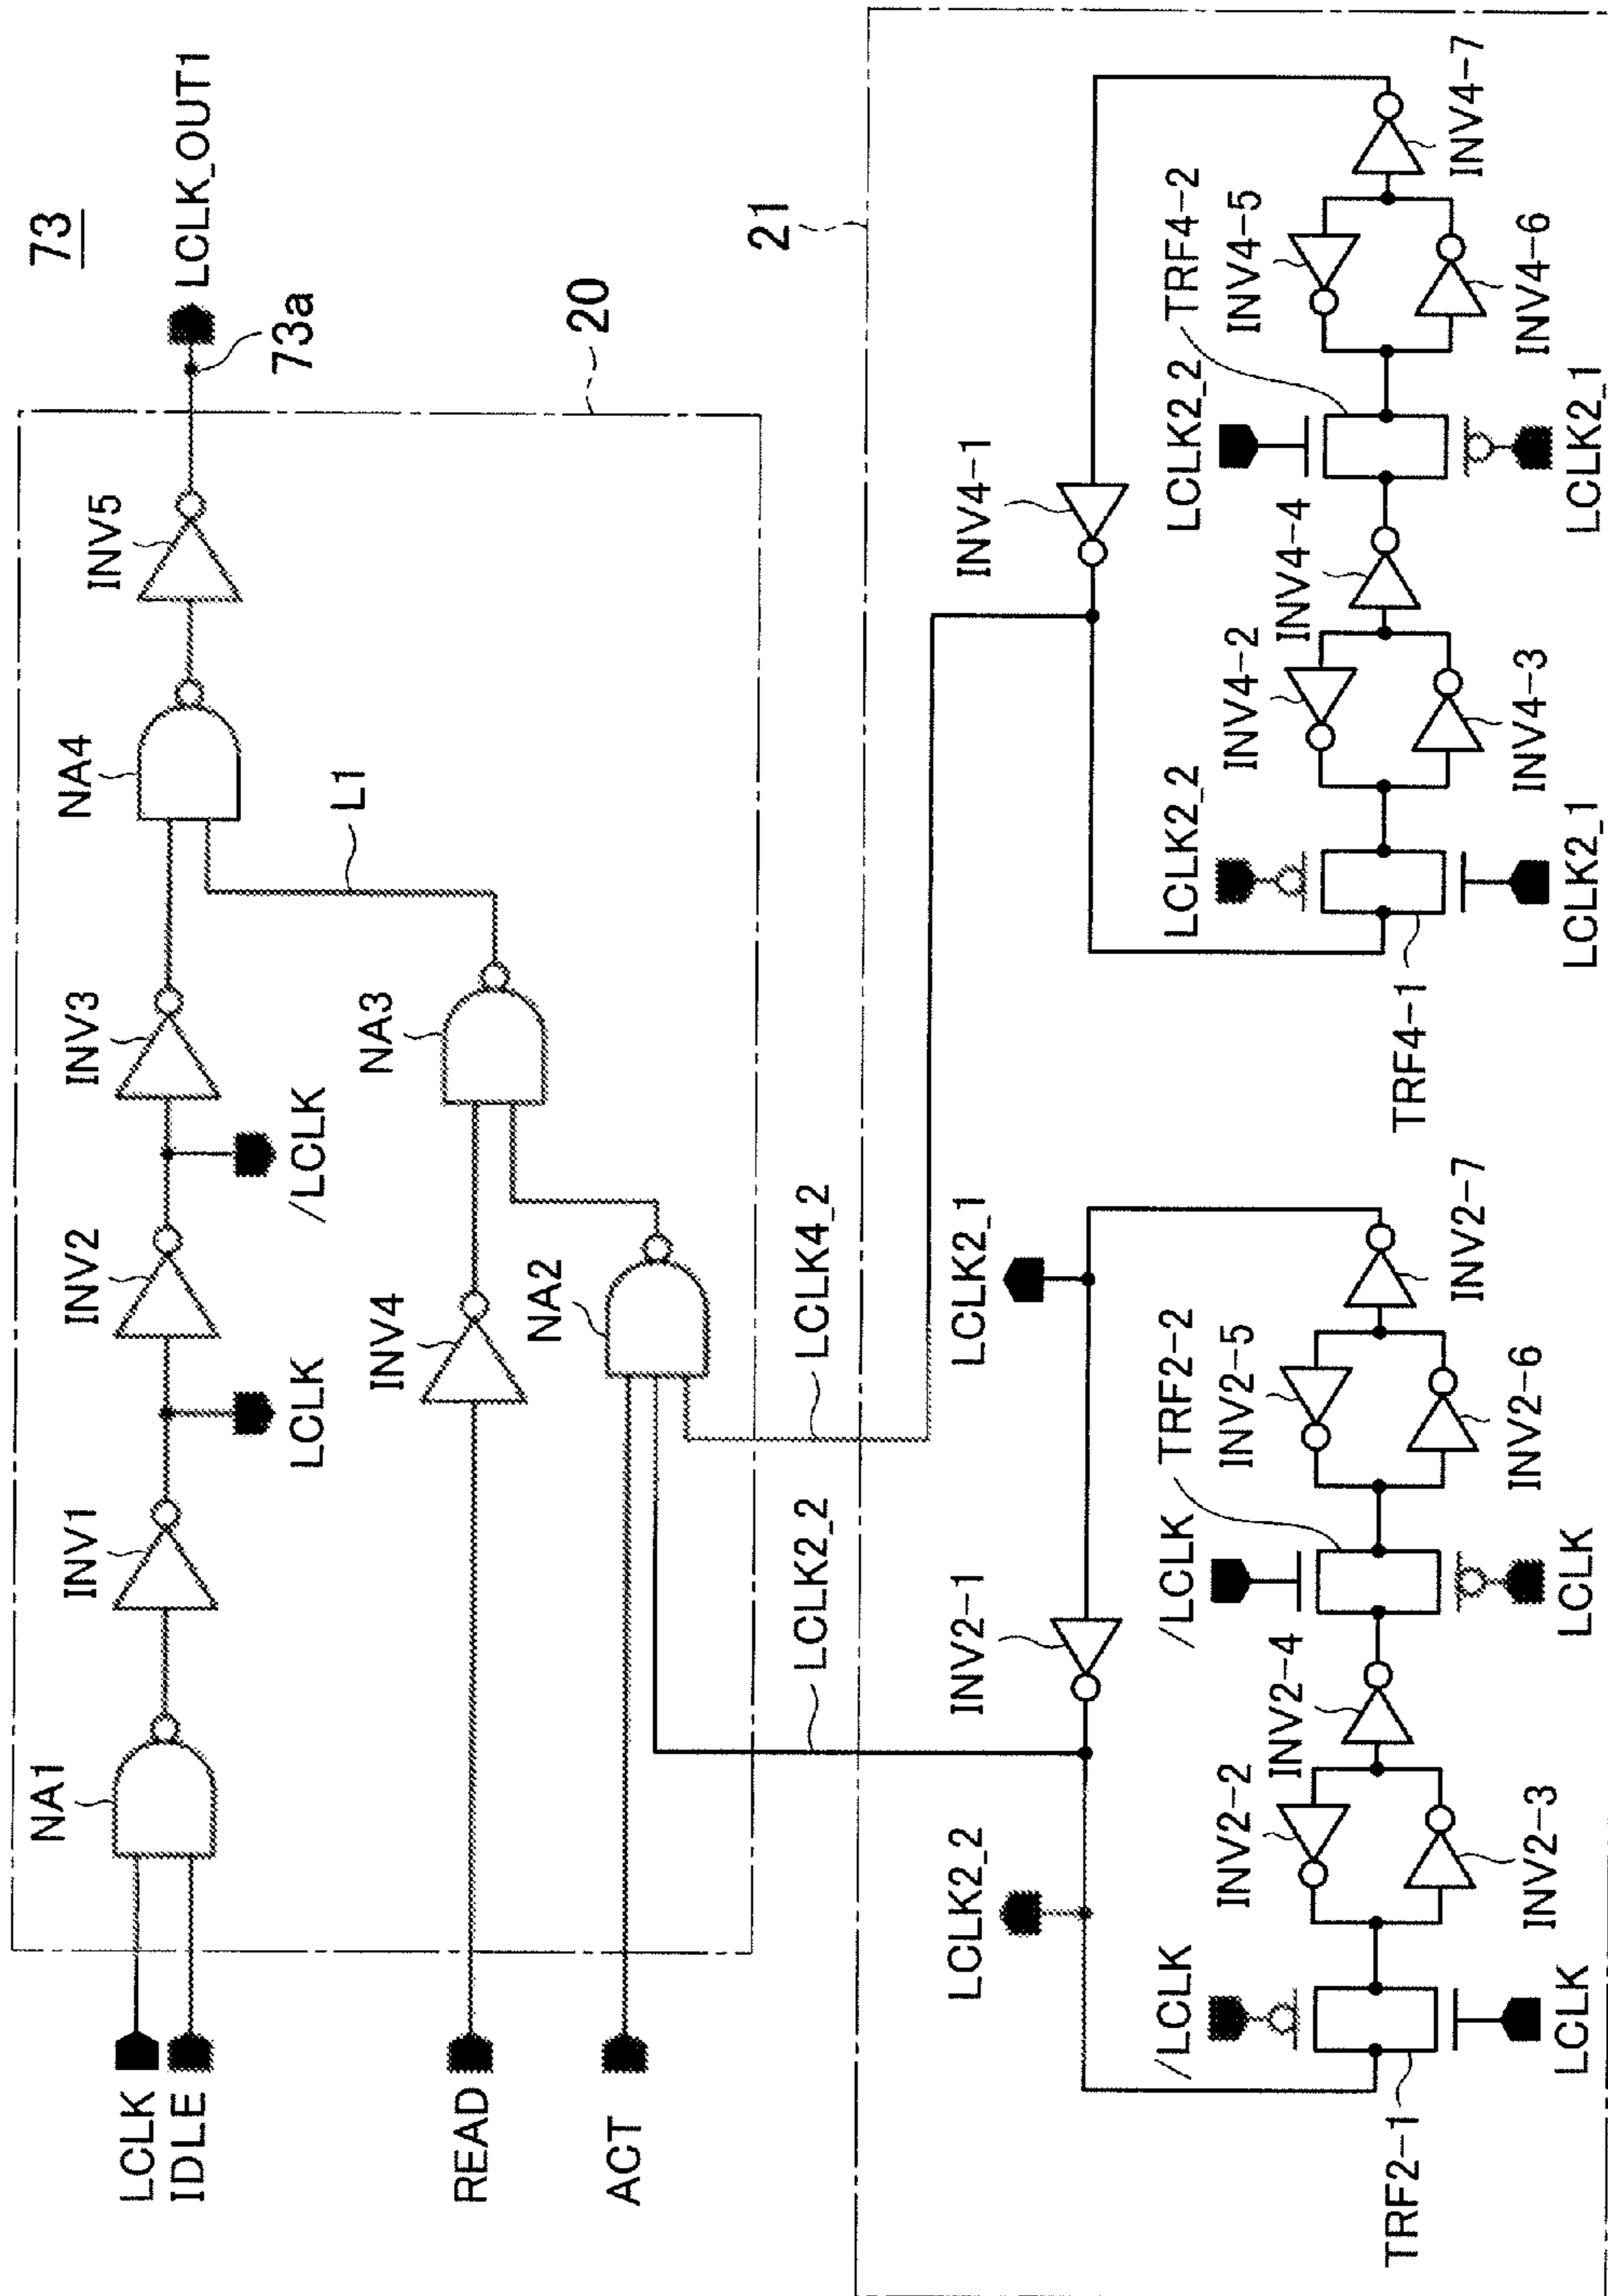 73
LCLK
IDLE
NA1
INV1
LCLK
INV2
/LCLK
INV3
NA4
INV5
LCLK_OUT1
73a
20
L1
READ
INV4
NA3
ACT
NA2
LCLK2_2
LCLK4_2
21
LCLK2_2
INV2-1
LCLK2_1
INV4-1
/LCLK
TRF2-1
LCLK
INV2-2
INV2-3
INV2-4
/LCLK
LCLK
TRF2-2
INV2-5
INV2-6
INV2-7
TRF4-1
LCLK2_2
LCLK2_1
INV4-2
INV4-3
INV4-4
LCLK2_2
LCLK2_1
TRF4-2
INV4-5
INV4-6
INV4-7